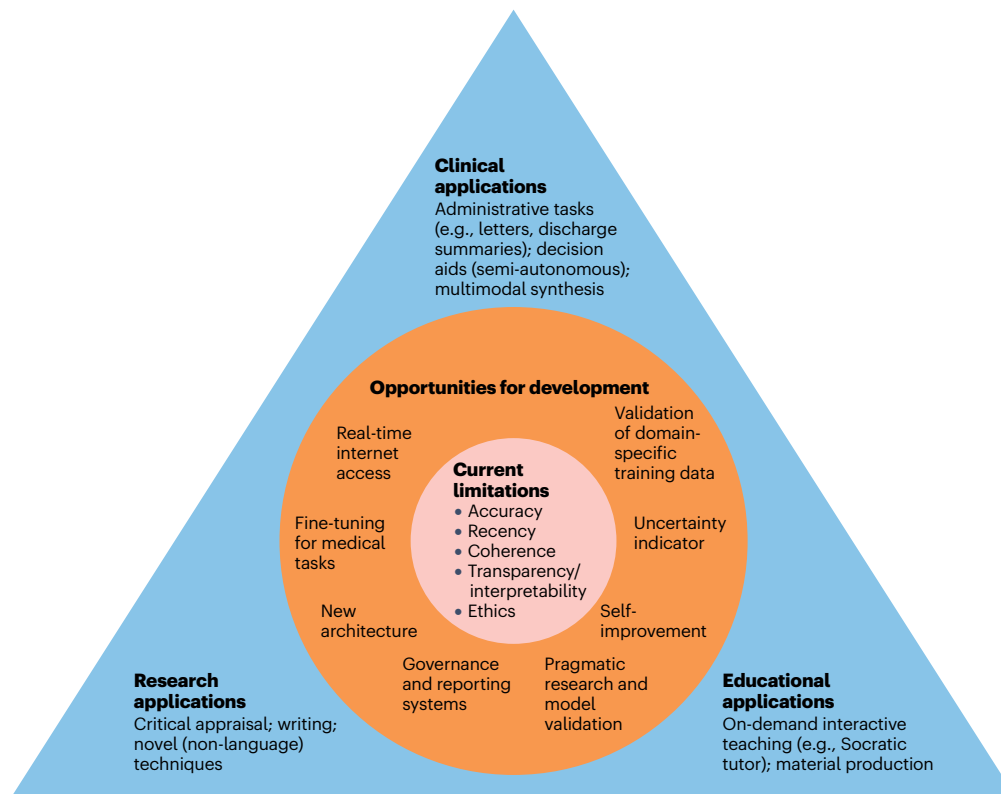 Clinical
applications
Administrative tasks
(e.g., letters, discharge
summaries); decision
aids (semi-autonomous);
multimodal synthesis
Opportunities for development
Real-time
internet
access
Validation
of domain-
specific
training data
Current
limitations
• Accuracy
• Recency
• Coherence
• Transparency/
interpretability
• Ethics
Fine-tuning
for medical
tasks
Uncertainty
indicator
New
architecture
Self-
improvement
Governance
and reporting
systems
Pragmatic
research and
model
validation
Research
applications
Critical appraisal; writing;
novel (non-language)
techniques
Educational
applications
On-demand interactive
teaching (e.g., Socratic
tutor); material production